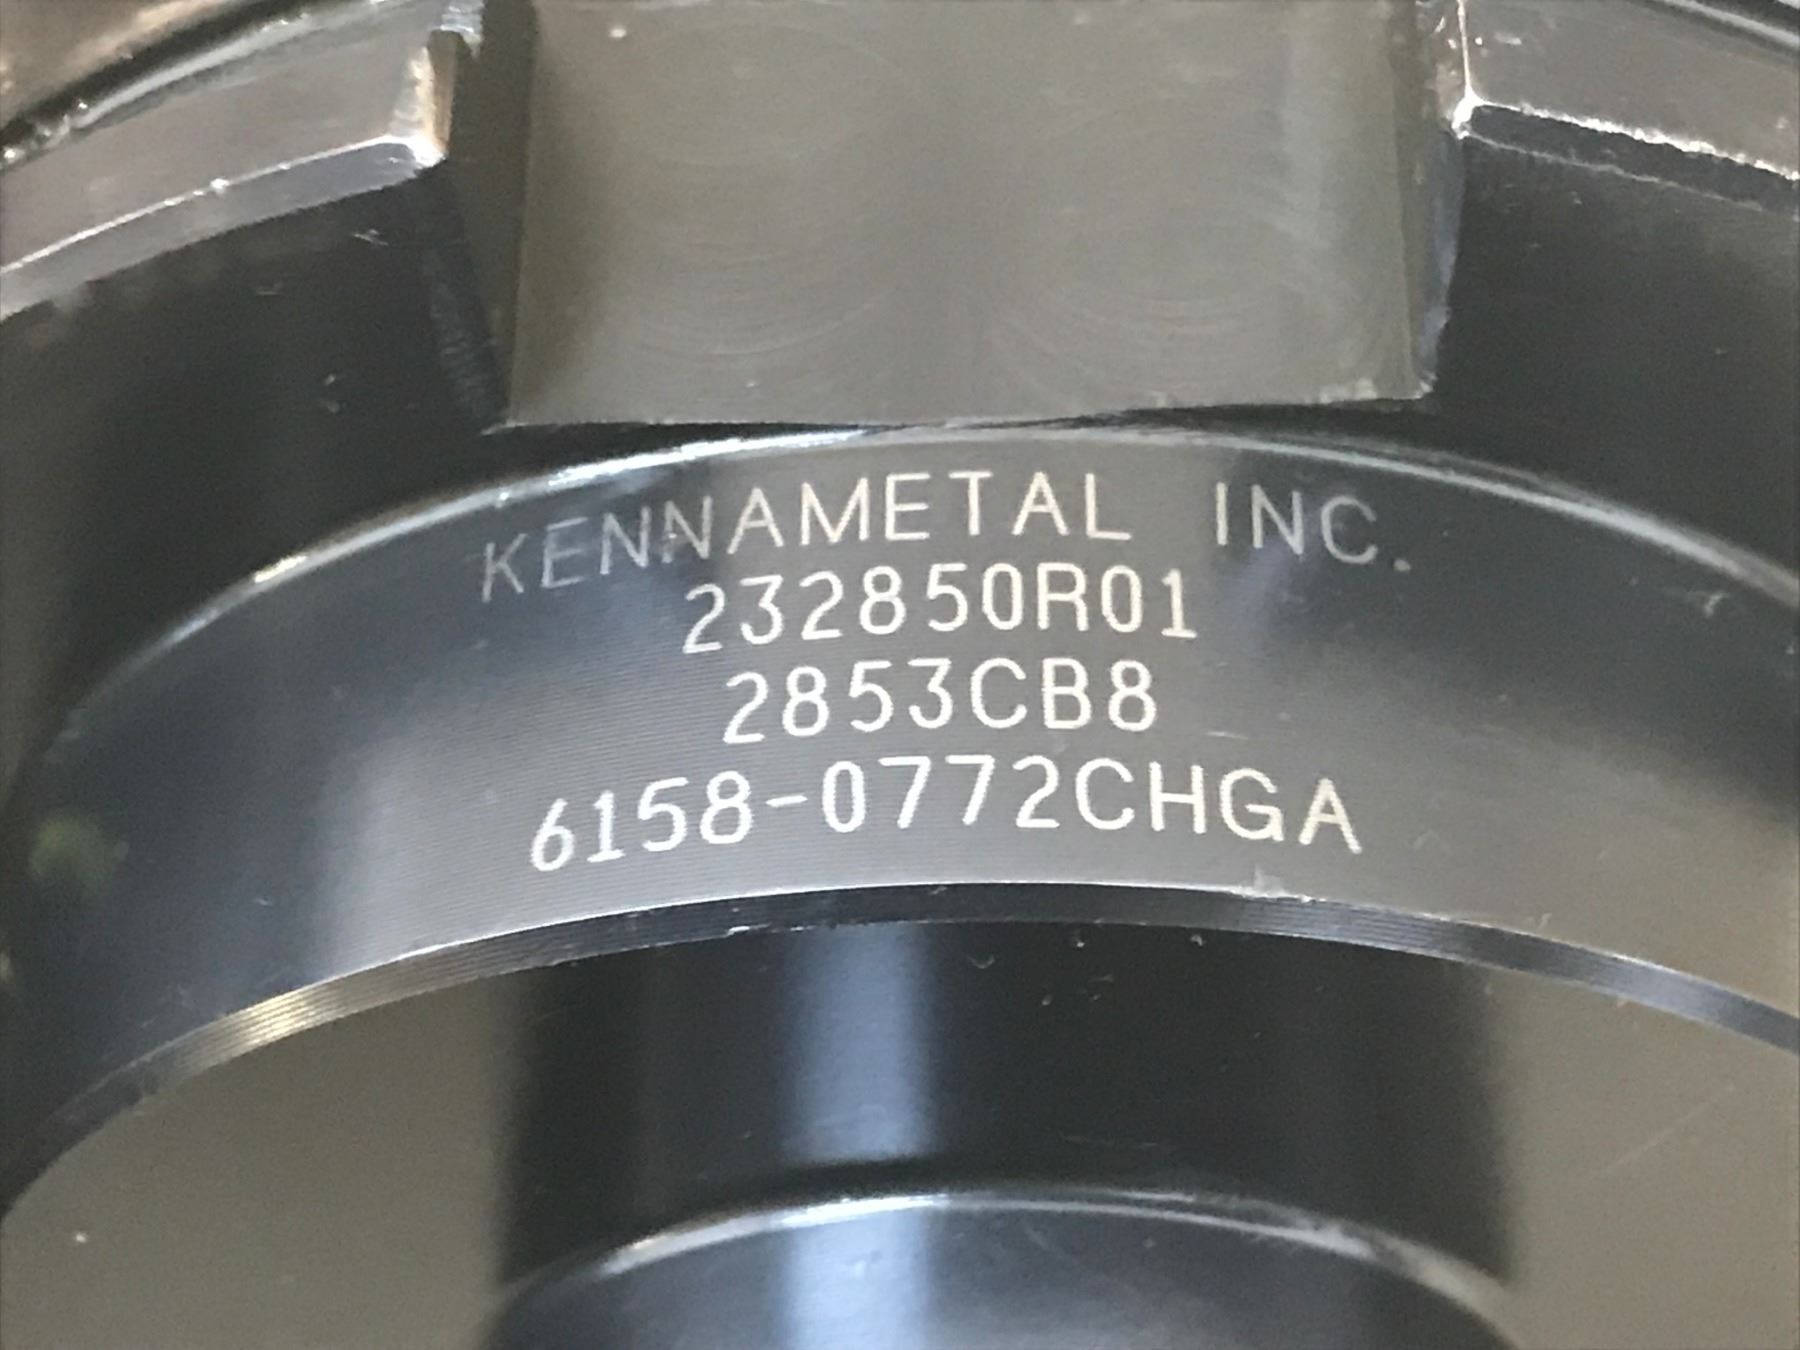 KENNAMETAL INC.
232850R01
2853CB8
6158-0772CHGA